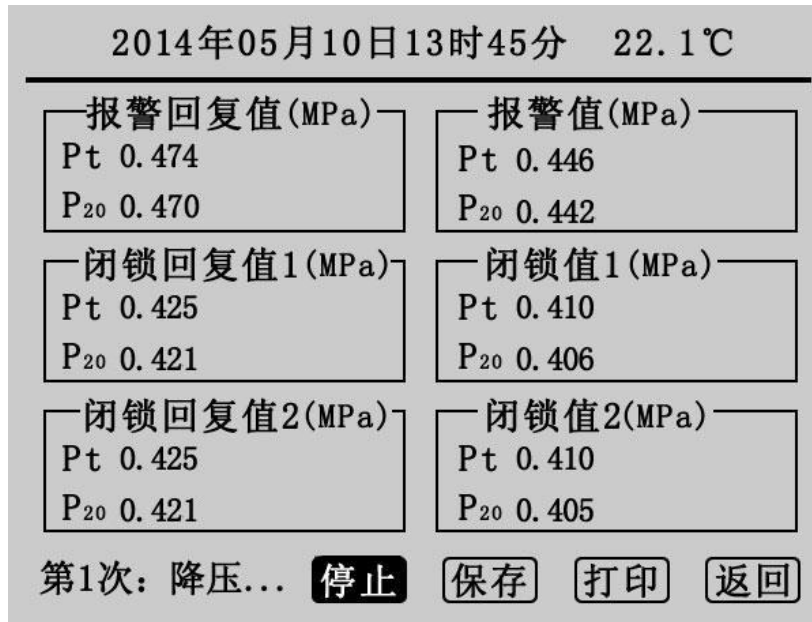 2014年05月10日13时45分 22.1℃
报警回复值(MPa)
Pt 0.474
P₂₀ 0.470
报警值(MPa)
Pt 0.446
P₂₀ 0.442
闭锁回复值1(MPa)
Pt 0.425
P₂₀ 0.421
闭锁值1(MPa)
Pt 0.410
P₂₀ 0.406
闭锁回复值2(MPa)
Pt 0.425
P₂₀ 0.421
闭锁值2(MPa)
Pt 0.410
P₂₀ 0.405
第1次：降压... 停止 保存 打印 返回